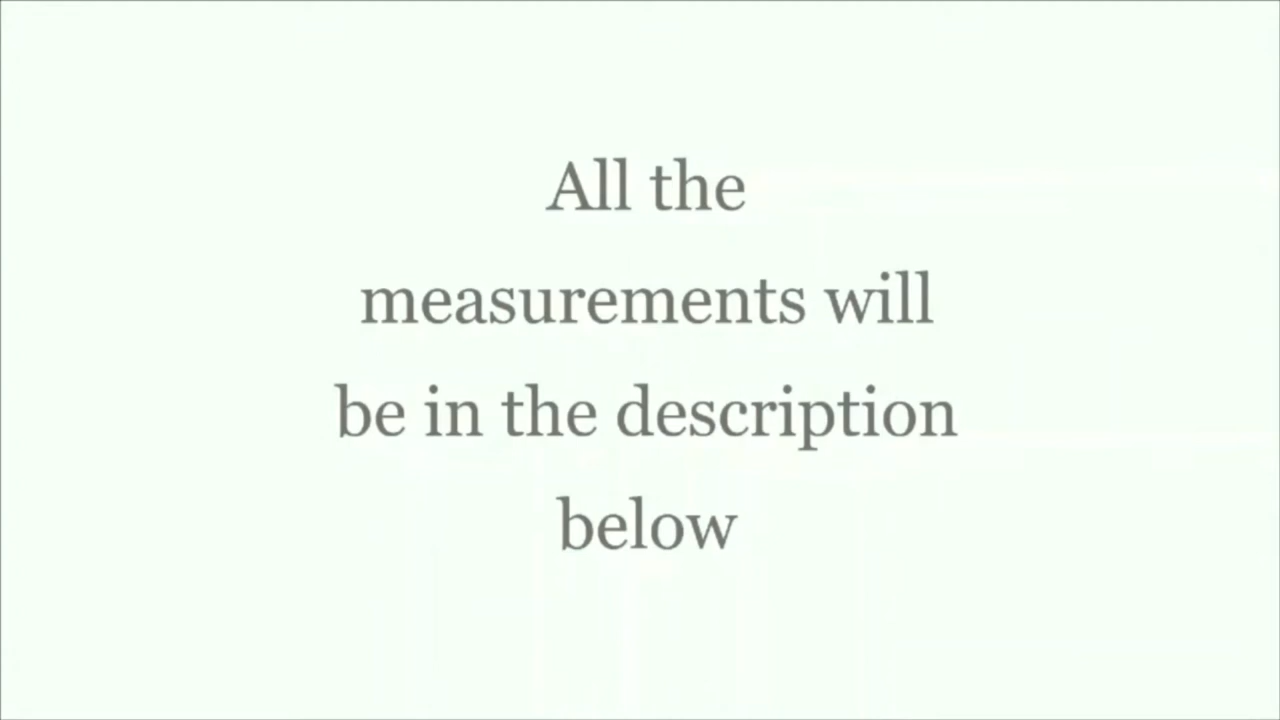 All the
measurements will
be in the description
below